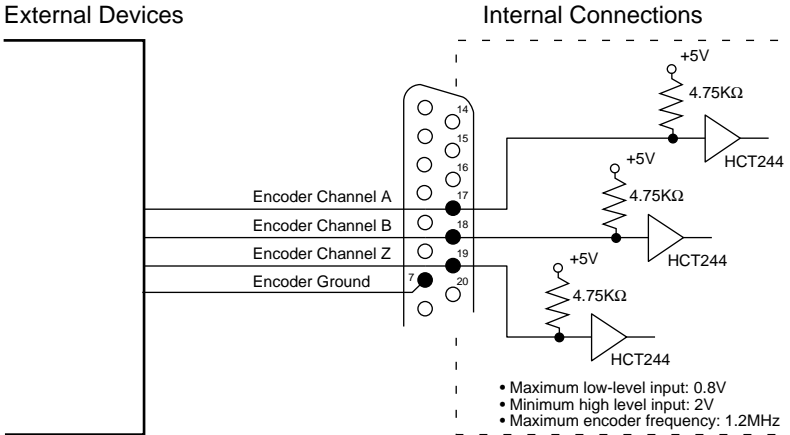 External Devices
Internal Connections
+5V
4.75KΩ
HCT244
+5V
4.75KΩ
HCT244
+5V
4.75KΩ
HCT244
14
15
16
17
18
19
20
7
Encoder Channel A
Encoder Channel B
Encoder Channel Z
Encoder Ground
• Maximum low-level input: 0.8V
• Minimum high level input: 2V
• Maximum encoder frequency: 1.2MHz